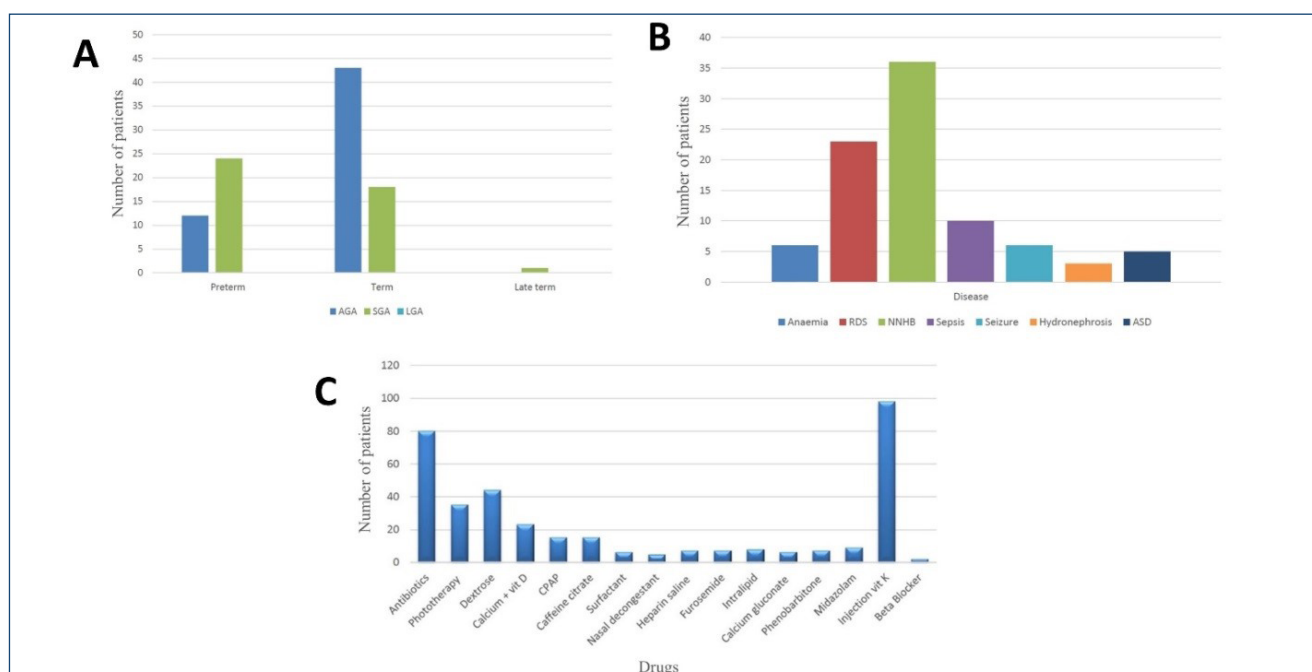 A
Number of patients
50
45
40
35
30
25
20
15
10
5
0
Preterm
Term
Late term
AGA SGA LGA
B
Number of patients
40
35
30
25
20
15
10
5
0
Disease
Anaemia RDS NNHB Sepsis Seizure Hydronephrosis ASD
C
Number of patients
120
100
80
60
40
20
0
Antibiotics
Phototherapy
Dextrose
Calcium + vit D
CPAP
Caffeine citrate
Surfactant
Nasal decongestant
Heparin saline
Furosemide
Intralipid
Calcium gluconate
Phenobarbitone
Midazolam
Injection vit K
Beta Blocker
Drugs